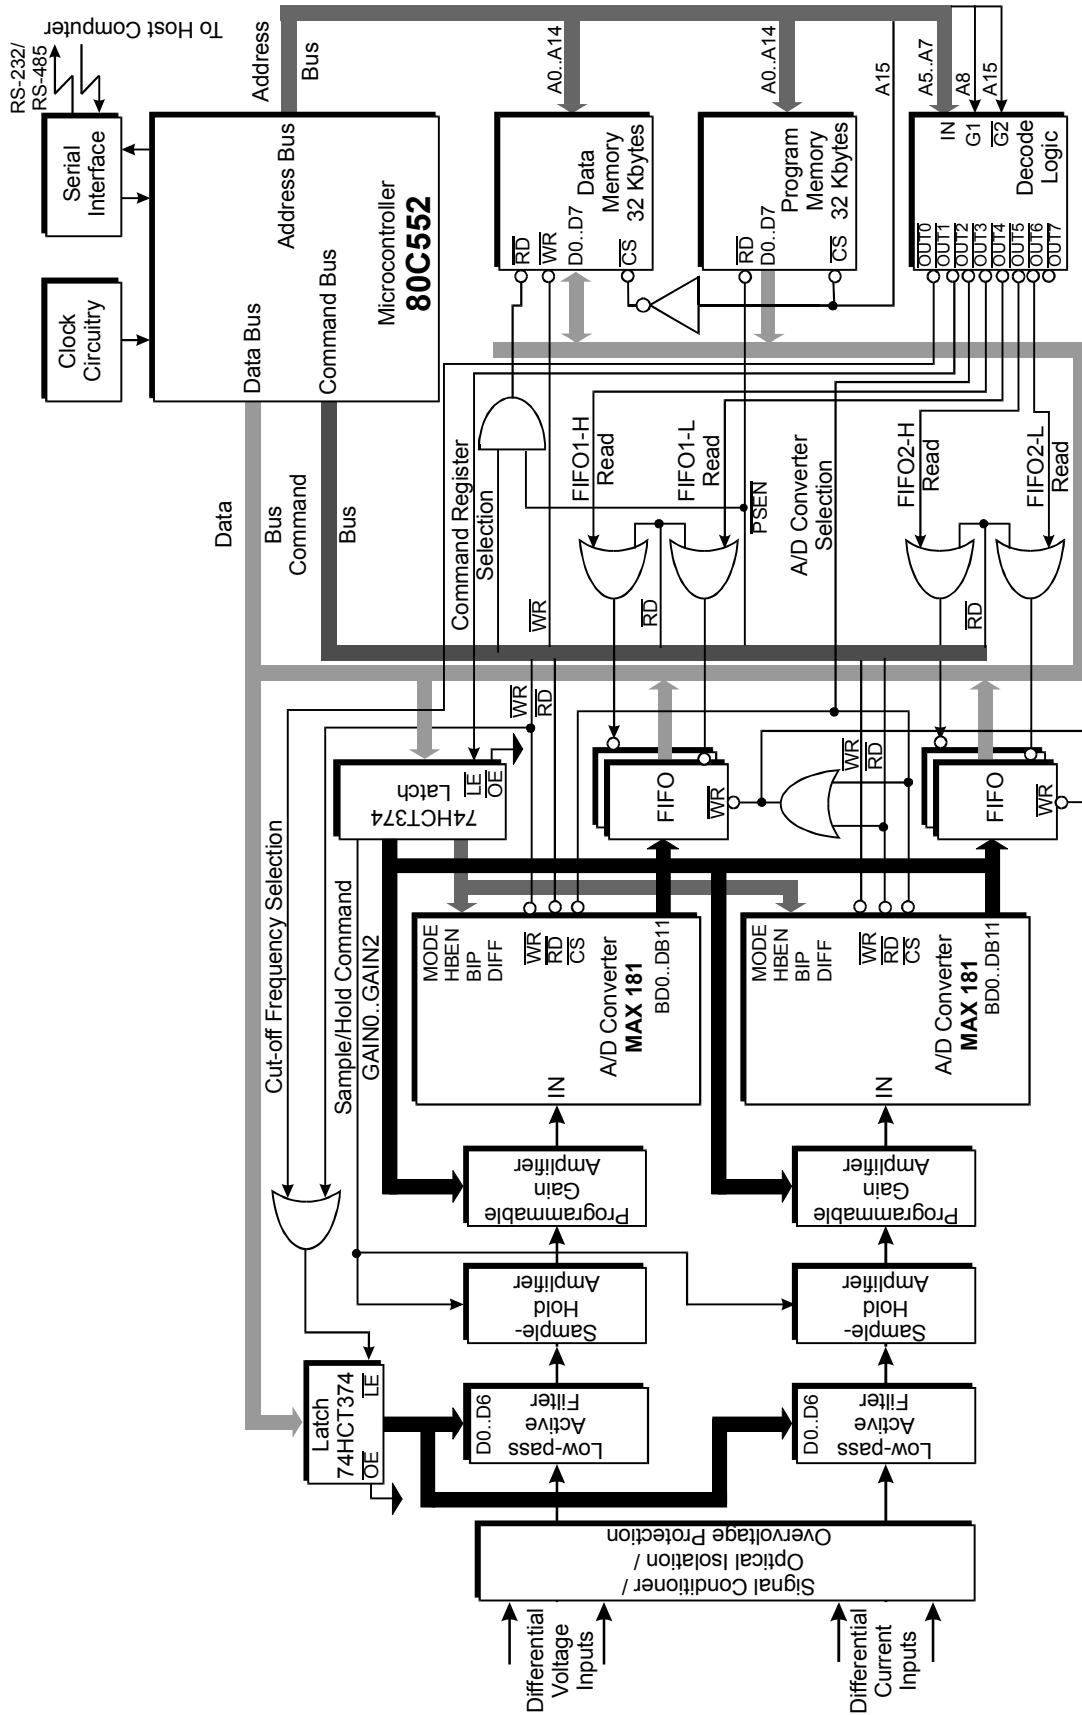 RS-232/
RS-485
To Host Computer
Serial
Interface
Clock
Circuitry
Address
Bus
Address Bus
Data Bus
Command Bus
Microcontroller
80C552
Data
Bus
Command
Bus
A0..A14
RD
WR
D0..D7
CS
Data
Memory
32 Kbytes
A0..A14
RD
D0..D7
CS
Program
Memory
32 Kbytes
A15
A5..A7
A8
A15
IN
G1
G2
Decode
Logic
OUT0
OUT1
OUT2
OUT3
OUT4
OUT5
OUT6
OUT7
Command Register
Selection
WR
FIFO1-H
Read
FIFO1-L
Read
RD
PSEN
A/D Converter
Selection
FIFO2-H
Read
FIFO2-L
Read
RD
Cut-off Frequency Selection
Sample/Hold Command
GAIN0..GAIN2
74HCT374
Latch
LE
OE
WR
RD
FIFO
WR
WR
RD
FIFO
WR
MODE
HBEN
BIP
DIFF
WR
RD
CS
IN
A/D Converter
MAX 181
BD0..DB11
MODE
HBEN
BIP
DIFF
WR
RD
CS
IN
A/D Converter
MAX 181
BD0..DB11
Programmable
Gain
Amplifier
Programmable
Gain
Amplifier
Sample-
Hold
Amplifier
Sample-
Hold
Amplifier
Latch
74HCT374
OE
LE
D0..D6
Low-pass
Active
Filter
D0..D6
Low-pass
Active
Filter
Signal Conditioner /
Optical Isolation /
Overvoltage Protection
Differential
Voltage
Inputs
Differential
Current
Inputs